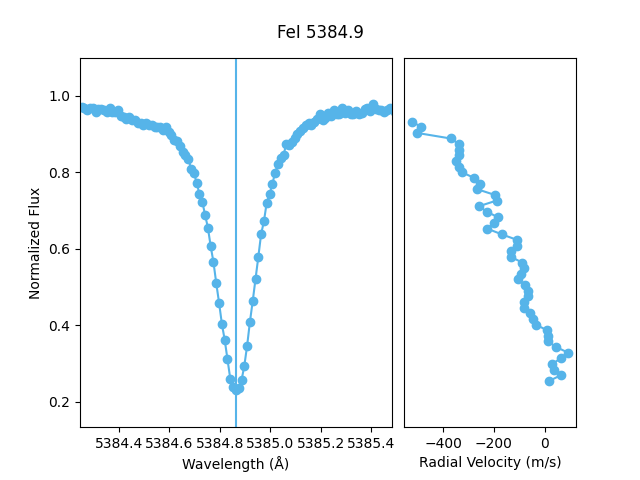 FeI 5384.9
Normalized Flux
1.0
0.8
0.6
0.4
0.2
5384.4 5384.6 5384.8 5385.0 5385.2 5385.4
Wavelength (Å)
−400 −200 0
Radial Velocity (m/s)